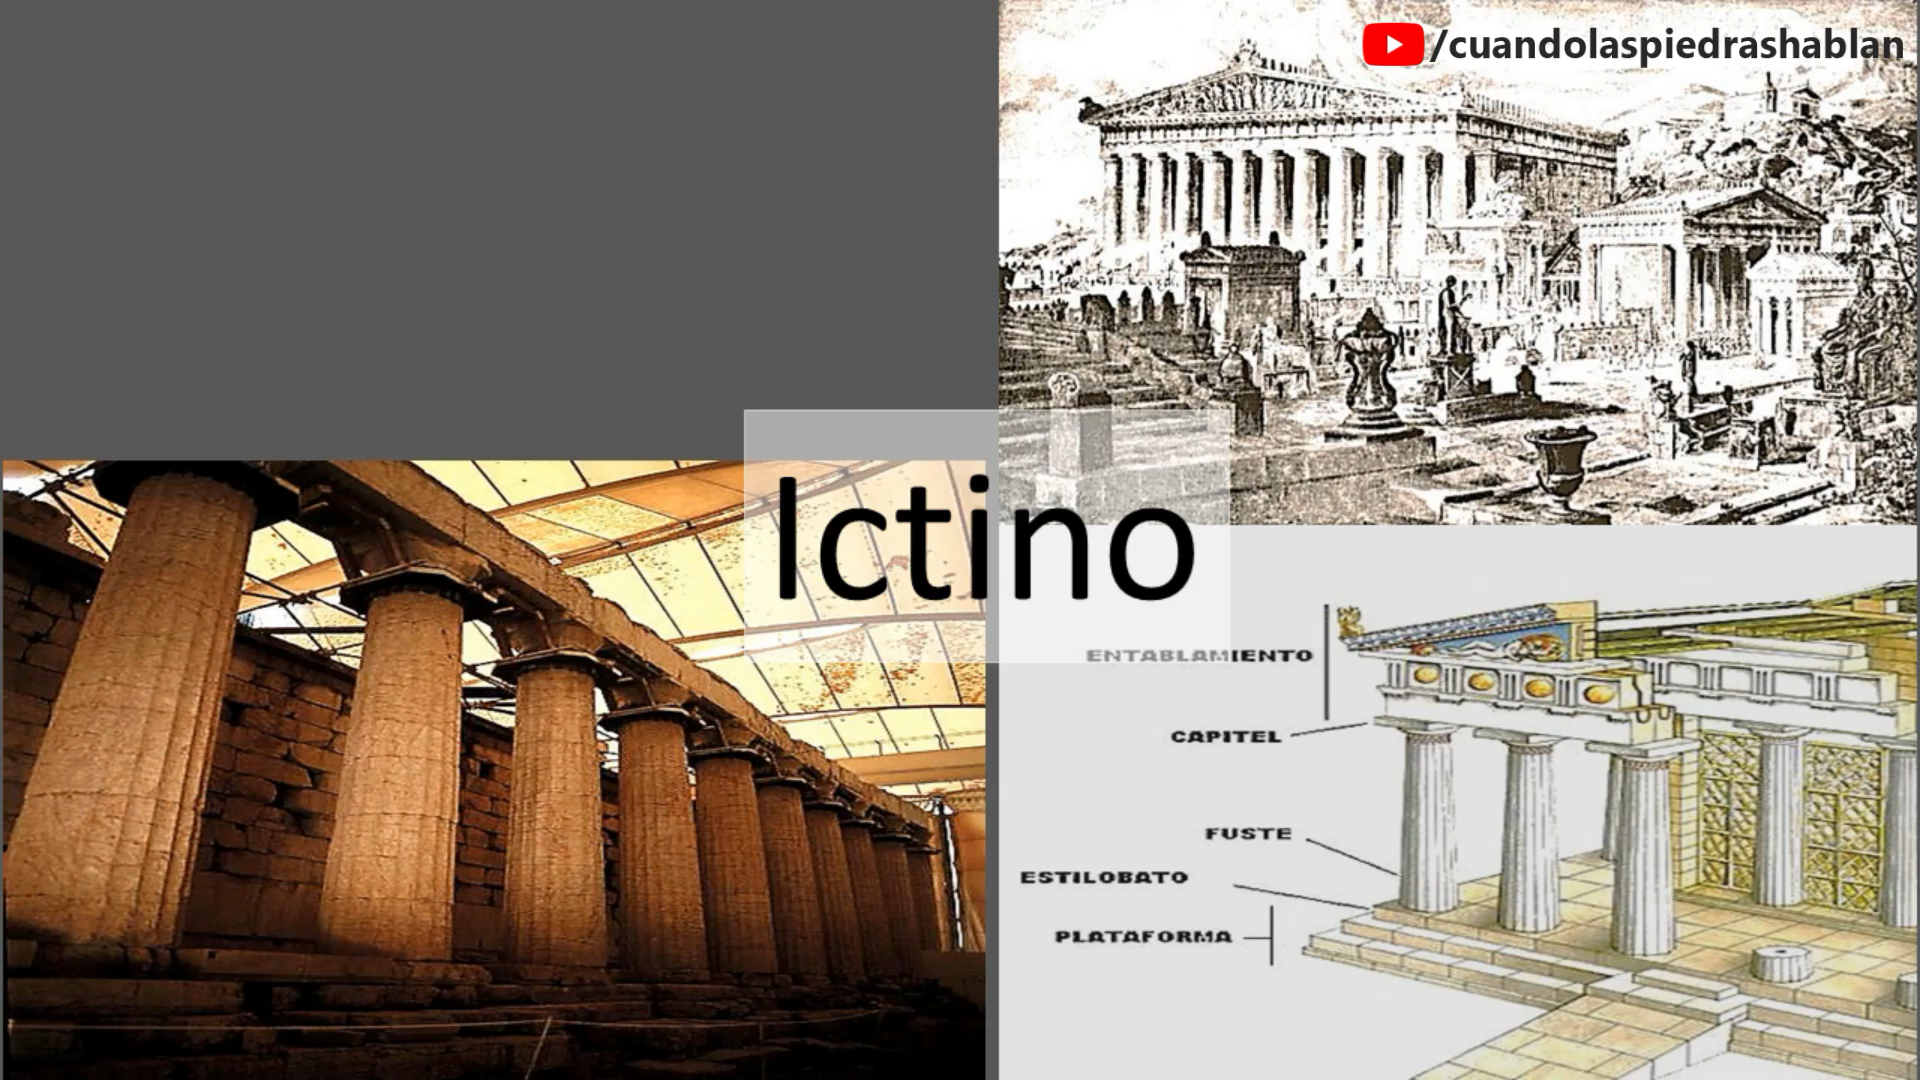 /cuandolaspiedrashablan
Ictino
ENTABLAMIENTO
CAPITEL
FUSTE
ESTILOBATO
PLATAFORMA